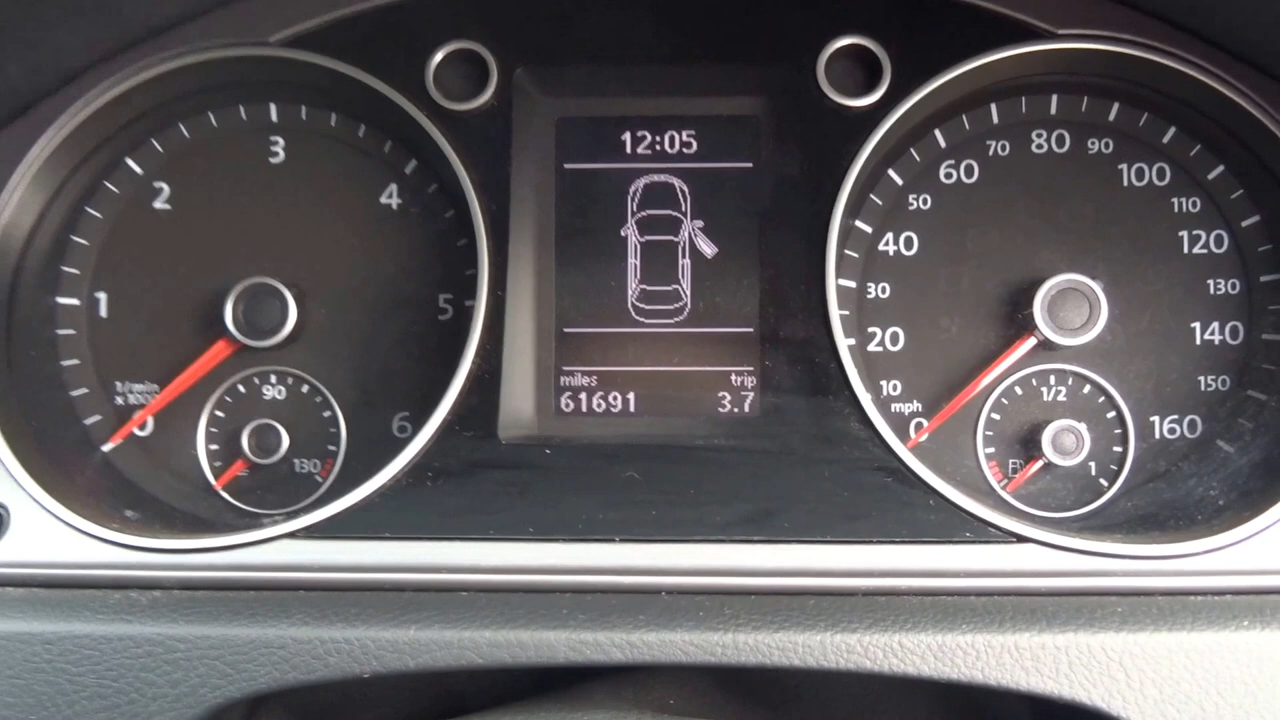 12:05
miles trip
61691 3.7
1/min
x1000
0 1 2 3 4 5 6
90
130
mph
0 10 20 30 40 50 60 70 80 90 100 110 120 130 140 150 160
1/2
1